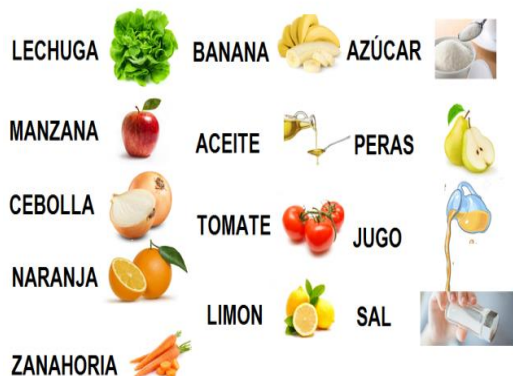 LECHUGA
BANANA
AZÚCAR
MANZANA
ACEITE
PERAS
CEBOLLA
TOMATE
JUGO
NARANJA
LIMON
SAL
ZANAHORIA